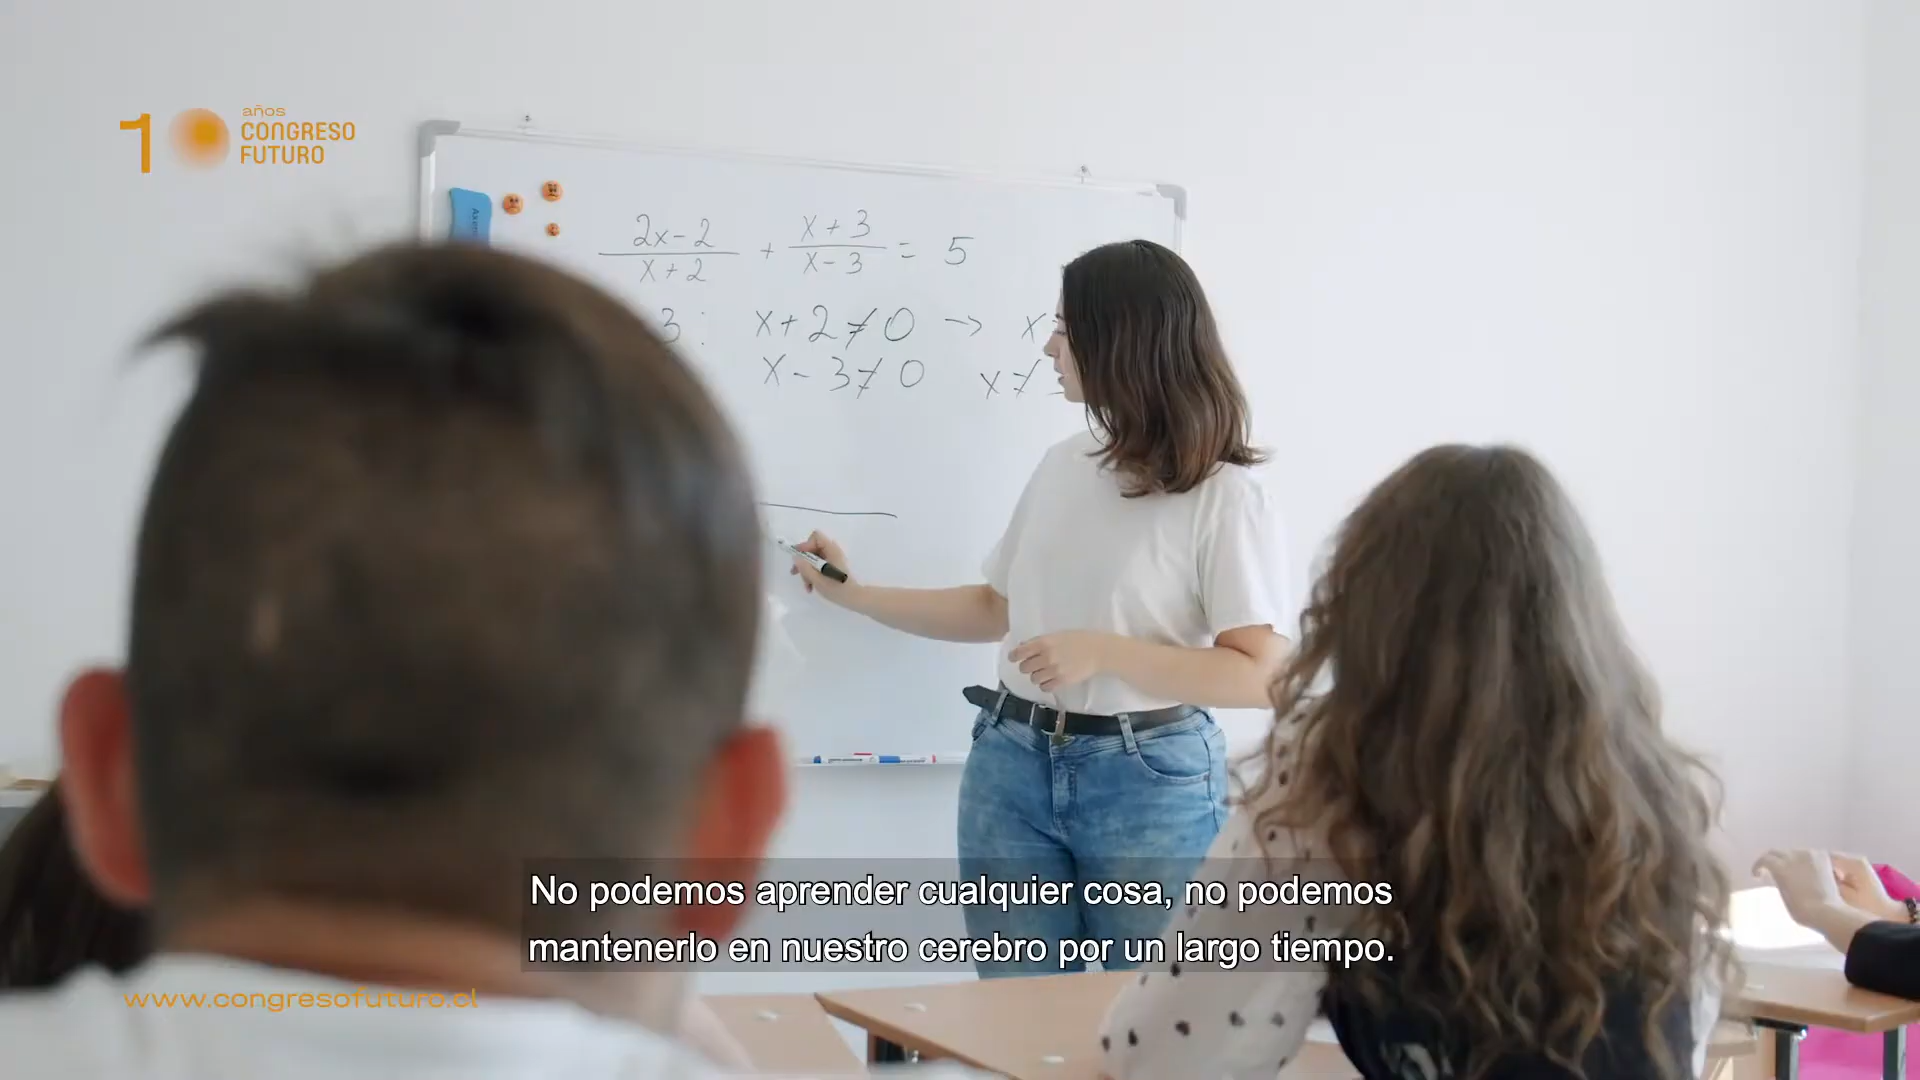 10 años
CONGRESO
FUTURO
2x-2/x+2 + x+3/x-3 = 5
3: x+2≠0 → x
x-3≠0 x≠
No podemos aprender cualquier cosa, no podemos
mantenerlo en nuestro cerebro por un largo tiempo.
www.congresofuturo.cl